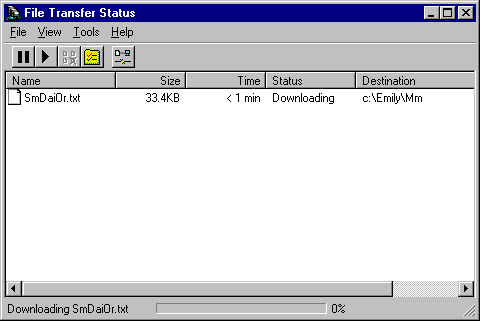 File Transfer Status
File View Tools Help
Name Size Time Status Destination
SmDaiOr.txt 33.4KB < 1 min Downloading c:\Emily\Mm
Downloading SmDaiOr.txt 0%